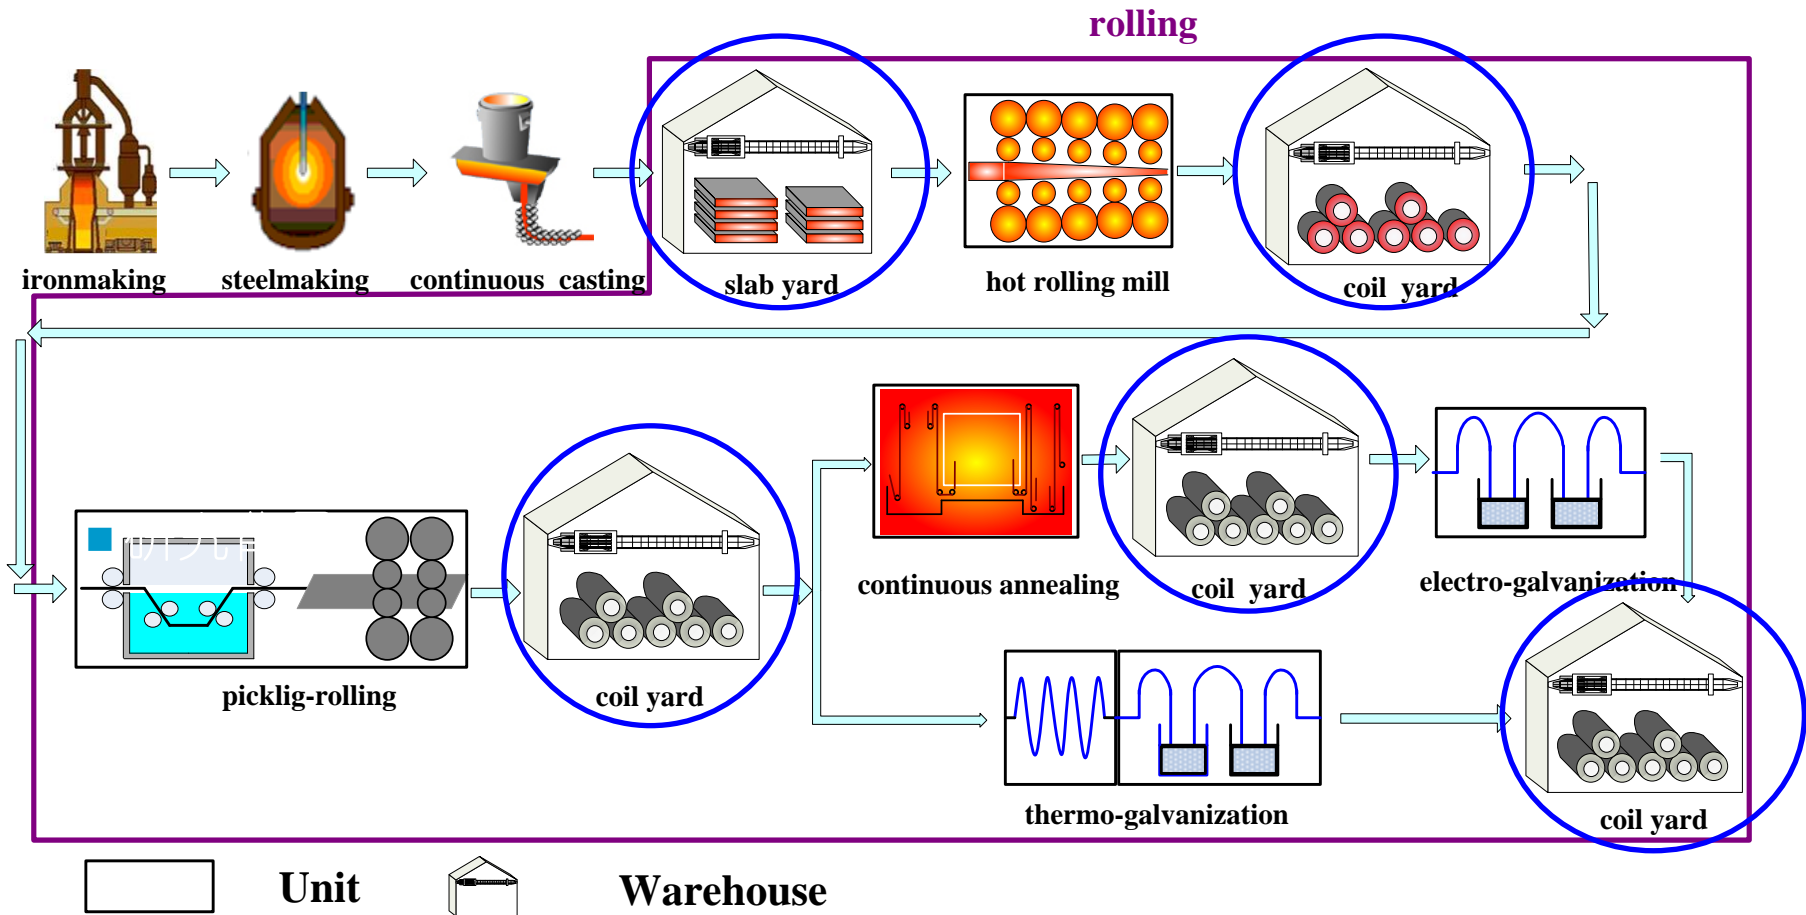 rolling
ironmaking
steelmaking
continuous casting
slab yard
hot rolling mill
coil yard
continuous annealing
coil yard
electro-galvanization
picklig-rolling
coil yard
thermo-galvanization
coil yard
Unit
Warehouse